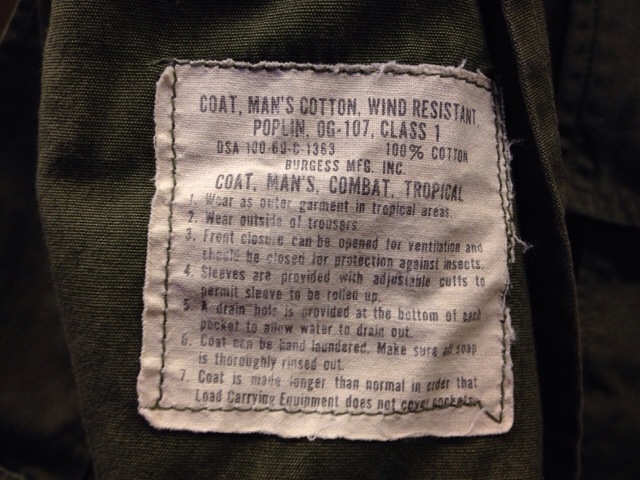 COAT, MAN'S COTTON, WIND RESISTANT,
POPLIN, OG-107, CLASS 1
DSA 100-69-C-1363 100% COTTON
BURGESS MFG. INC.
COAT, MAN'S, COMBAT, TROPICAL
1. Wear as outer garment in tropical areas.
2. Wear outside of trousers
3. Front closure can be opened for ventilation and
should be closed for protection against insects.
4. Sleeves are provided with adjustable cuffs to
permit sleeve to be rolled up.
5. A drain hole is provided at the bottom of each
pocket to allow water to drain out.
6. Coat can be hand laundered. Make sure all soap
is thoroughly rinsed out.
7. Coat is made longer than normal in order that
Load Carrying Equipment does not cover pockets.